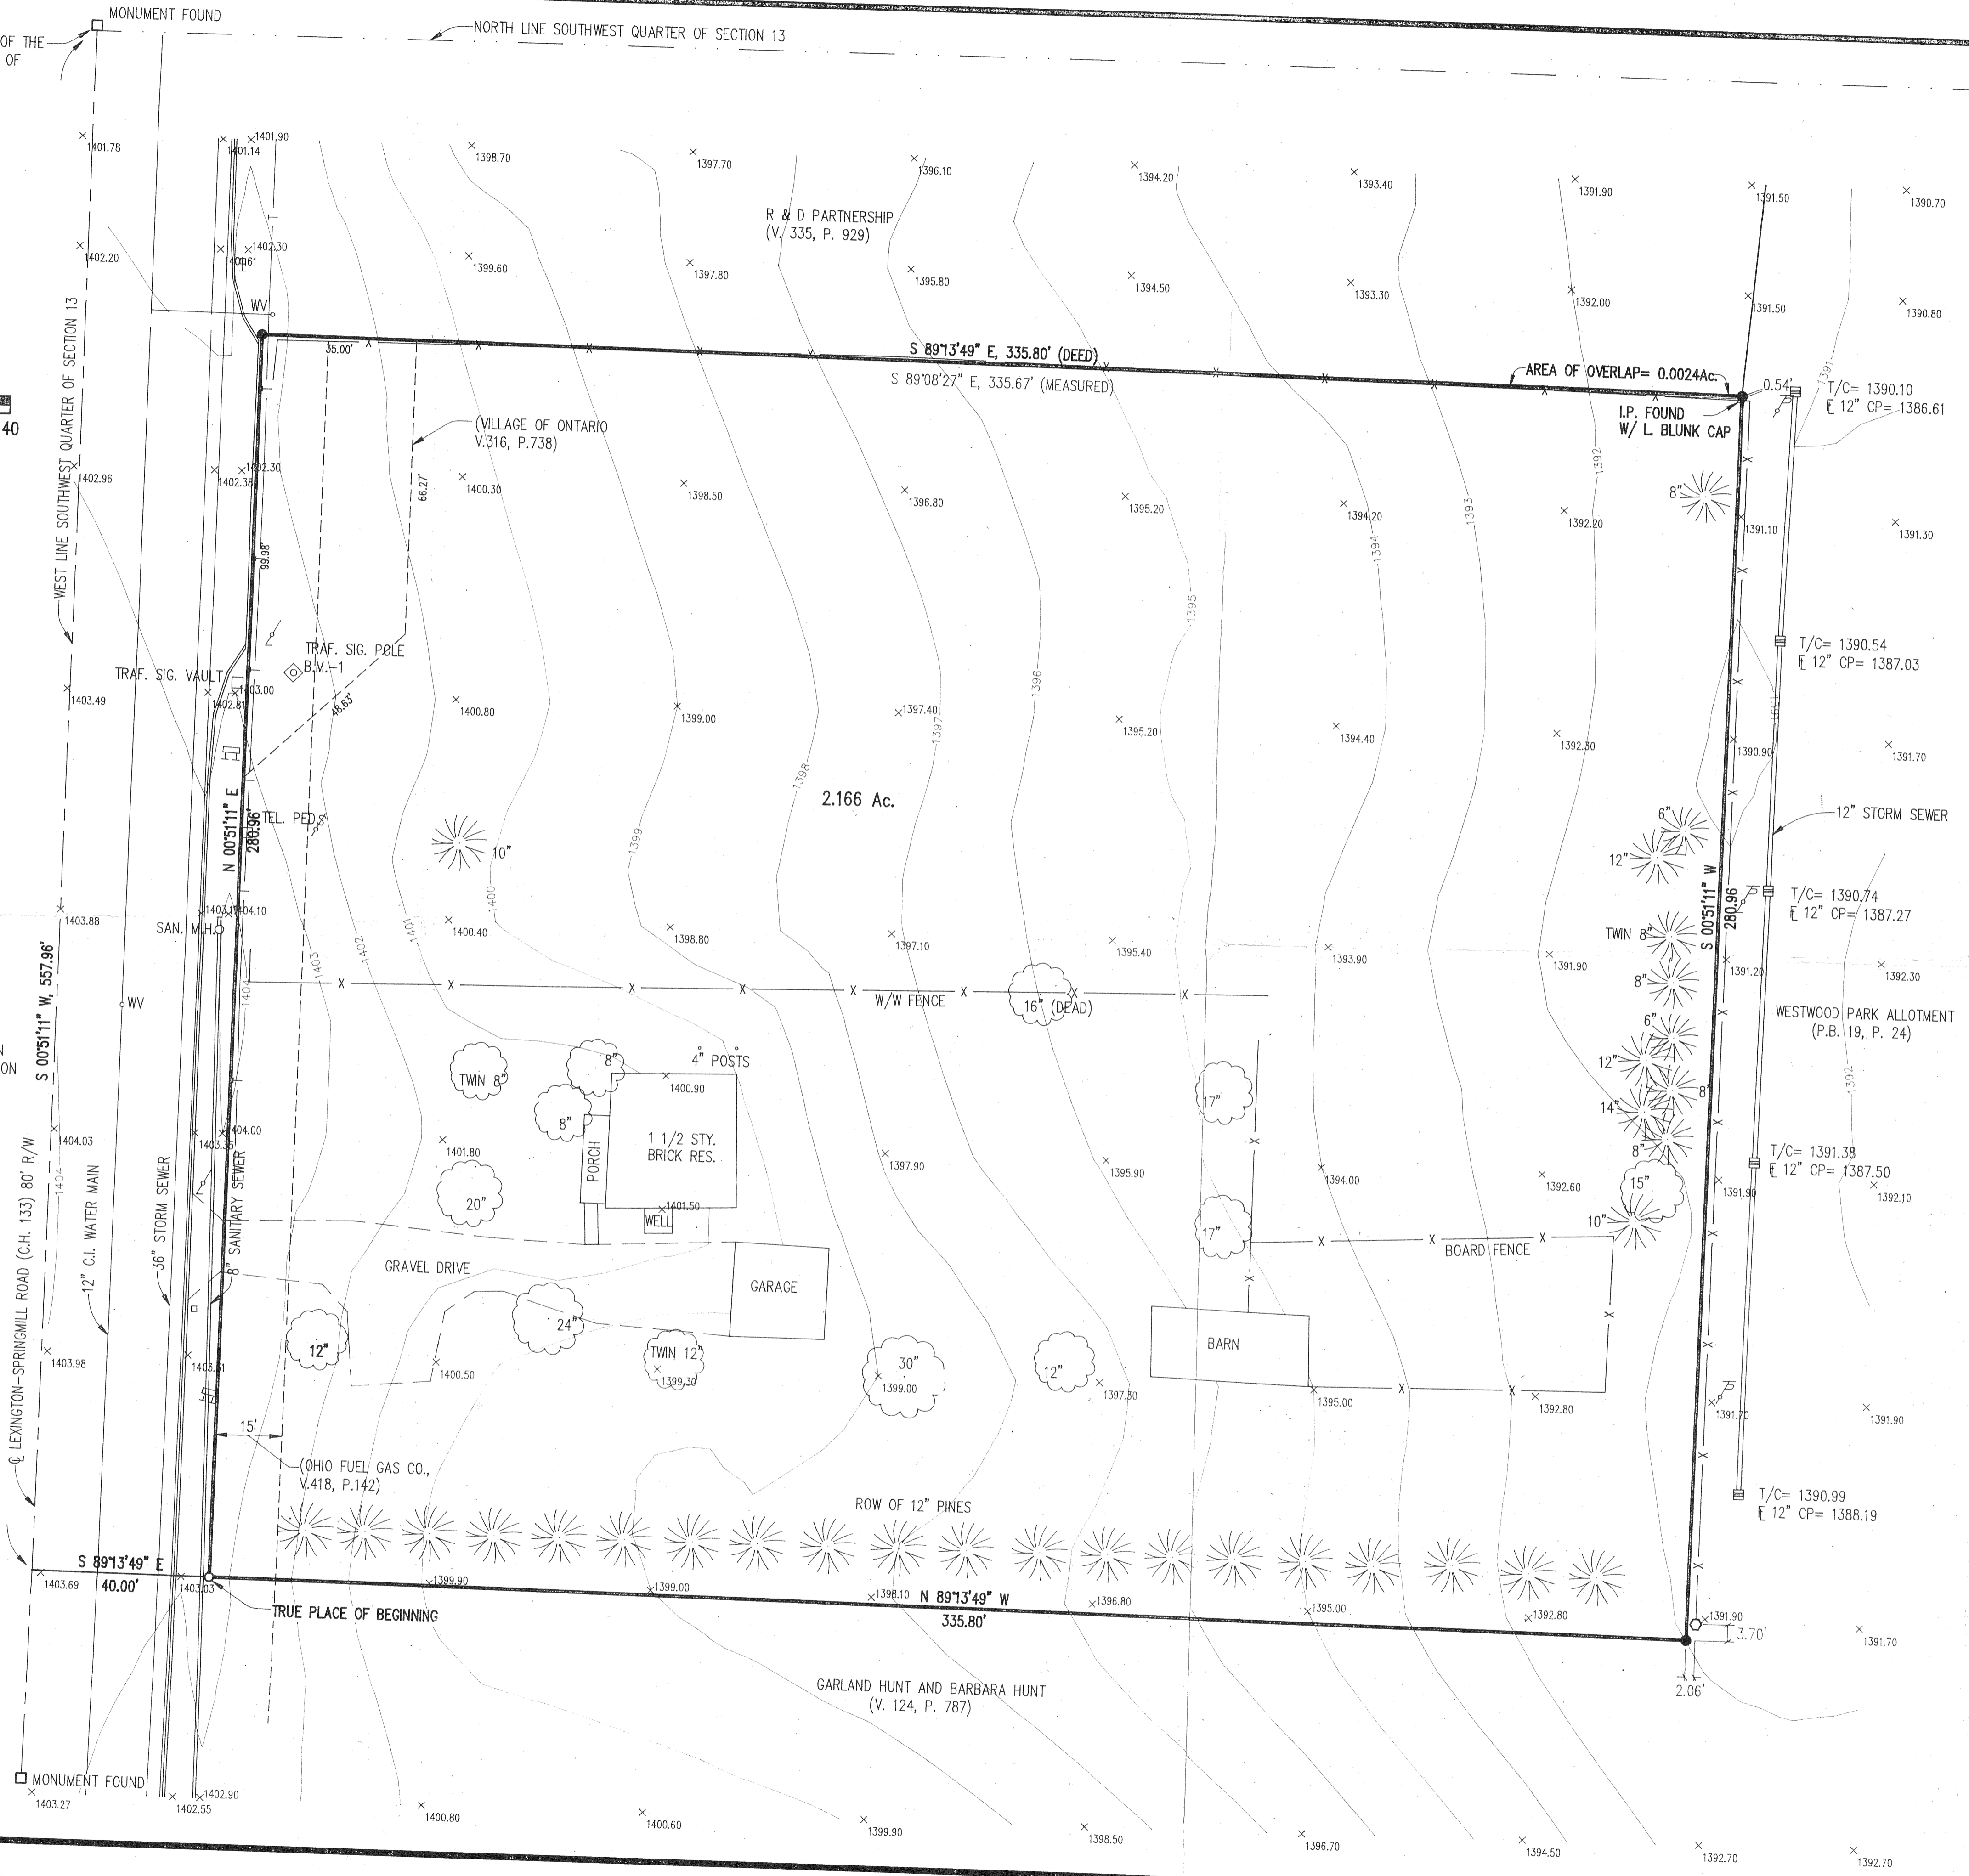 MONUMENT FOUND
OF THE
OF
NORTH LINE SOUTHWEST QUARTER OF SECTION 13
1401.78
1401.14
1401.90
1398.70
1397.70
1396.10
1394.20
1393.40
1391.90
1391.50
1390.70
R & D PARTNERSHIP
(V. 335, P. 929)
1402.20
1402.30
1399.60
1397.80
1395.80
1394.50
1393.30
1392.00
1391.50
1390.80
WV
T
35.00'
S 89°13'49" E, 335.80' (DEED)
S 89°08'27" E, 335.67' (MEASURED)
AREA OF OVERLAP= 0.0024Ac.
0.54'
I.P. FOUND
W/ L. BLUNK CAP
T/C= 1390.10
℄ 12" CP= 1386.61
1391
40
WEST LINE SOUTHWEST QUARTER OF SECTION 13
(VILLAGE OF ONTARIO
V.316, P.738)
66.27'
99.98'
1402.96
1402.38
1402.30
1400.30
1398.50
1396.80
1395.20
1394.20
1392.20
1391.10
1391.30
8"
1392
1393
1394
1395
1396
1397
1398
1399
1400
1401
1402
1403
1404
TRAF. SIG. POLE
B.M.-1
TRAF. SIG. VAULT
48.63'
1403.49
1402.81
1403.00
1400.80
1399.00
1397.40
1395.20
1394.40
1392.30
1390.90
1391.70
1391
T/C= 1390.54
℄ 12" CP= 1387.03
2.166 Ac.
N 00°51'11" E
280.96'
TEL. PED.
10"
6"
12"
12" STORM SEWER
S 00°51'11" W
280.96
T/C= 1390.74
℄ 12" CP= 1387.27
SAN. M.H.
1403.88
1404.10
1400.40
1398.80
1397.10
1395.40
1393.90
1391.90
1391.20
1392.30
TWIN 8"
8"
W/W FENCE
16" (DEAD)
WV
S 00°51'11" W, 557.96'
N
ON
WESTWOOD PARK ALLOTMENT
(P.B. 19, P. 24)
6"
12"
8"
14"
8"
1392
TWIN 8"
8"
8"
4" POSTS
1400.90
1 1/2 STY.
BRICK RES.
PORCH
1401.50
WELL
17"
17"
1404.03
1403.35
1404.00
1401.80
1397.90
1395.90
1394.00
1392.60
1391.90
1392.10
T/C= 1391.38
℄ 12" CP= 1387.50
20"
15"
10"
1404
℄ LEXINGTON-SPRINGMILL ROAD (C.H. 133) 80' R/W
12" C.I. WATER MAIN
36" STORM SEWER
8" SANITARY SEWER
GRAVEL DRIVE
GARAGE
BOARD FENCE
BARN
12"
24"
TWIN 12"
30"
12"
1403.98
1403.51
1400.50
1399.30
1399.00
1397.30
1395.00
1392.80
1391.70
1391.90
15'
(OHIO FUEL GAS CO.,
V.418, P.142)
ROW OF 12" PINES
T/C= 1390.99
℄ 12" CP= 1388.19
S 89°13'49" E
40.00'
1403.69
1403.03
1399.90
1399.00
1398.10
N 89°13'49" W
335.80'
1396.80
1395.00
1392.80
1391.90
1391.70
3.70'
2.06'
TRUE PLACE OF BEGINNING
GARLAND HUNT AND BARBARA HUNT
(V. 124, P. 787)
MONUMENT FOUND
1403.27
1402.55
1402.90
1400.80
1400.60
1399.90
1398.50
1396.70
1394.50
1392.70
1392.70